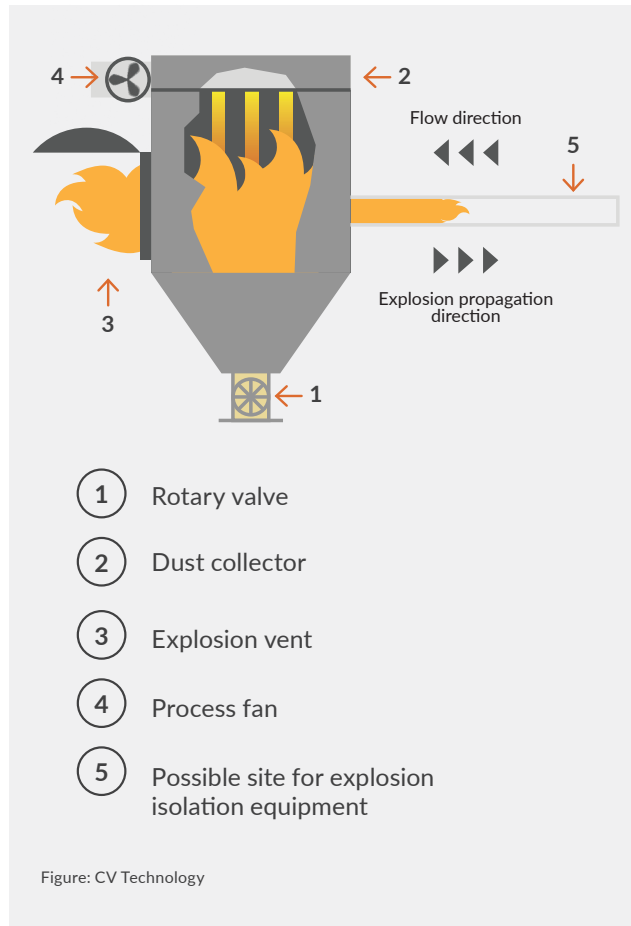 4
2
Flow direction
5
Explosion propagation
direction
3
1
1 Rotary valve
2 Dust collector
3 Explosion vent
4 Process fan
5 Possible site for explosion
isolation equipment
Figure: CV Technology